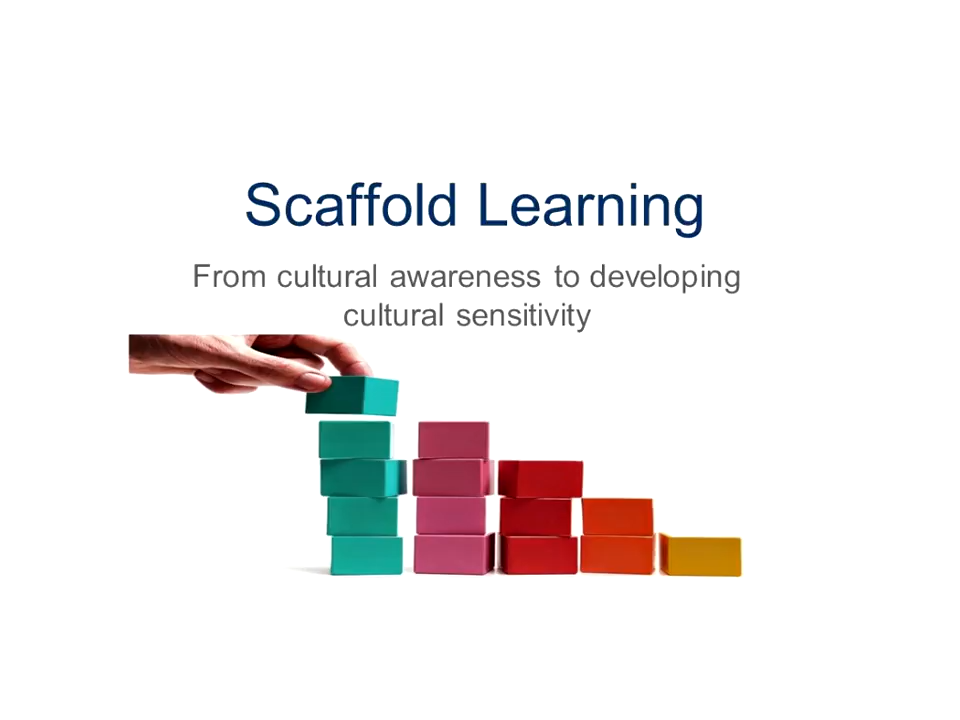 Scaffold Learning
From cultural awareness to developing
cultural sensitivity